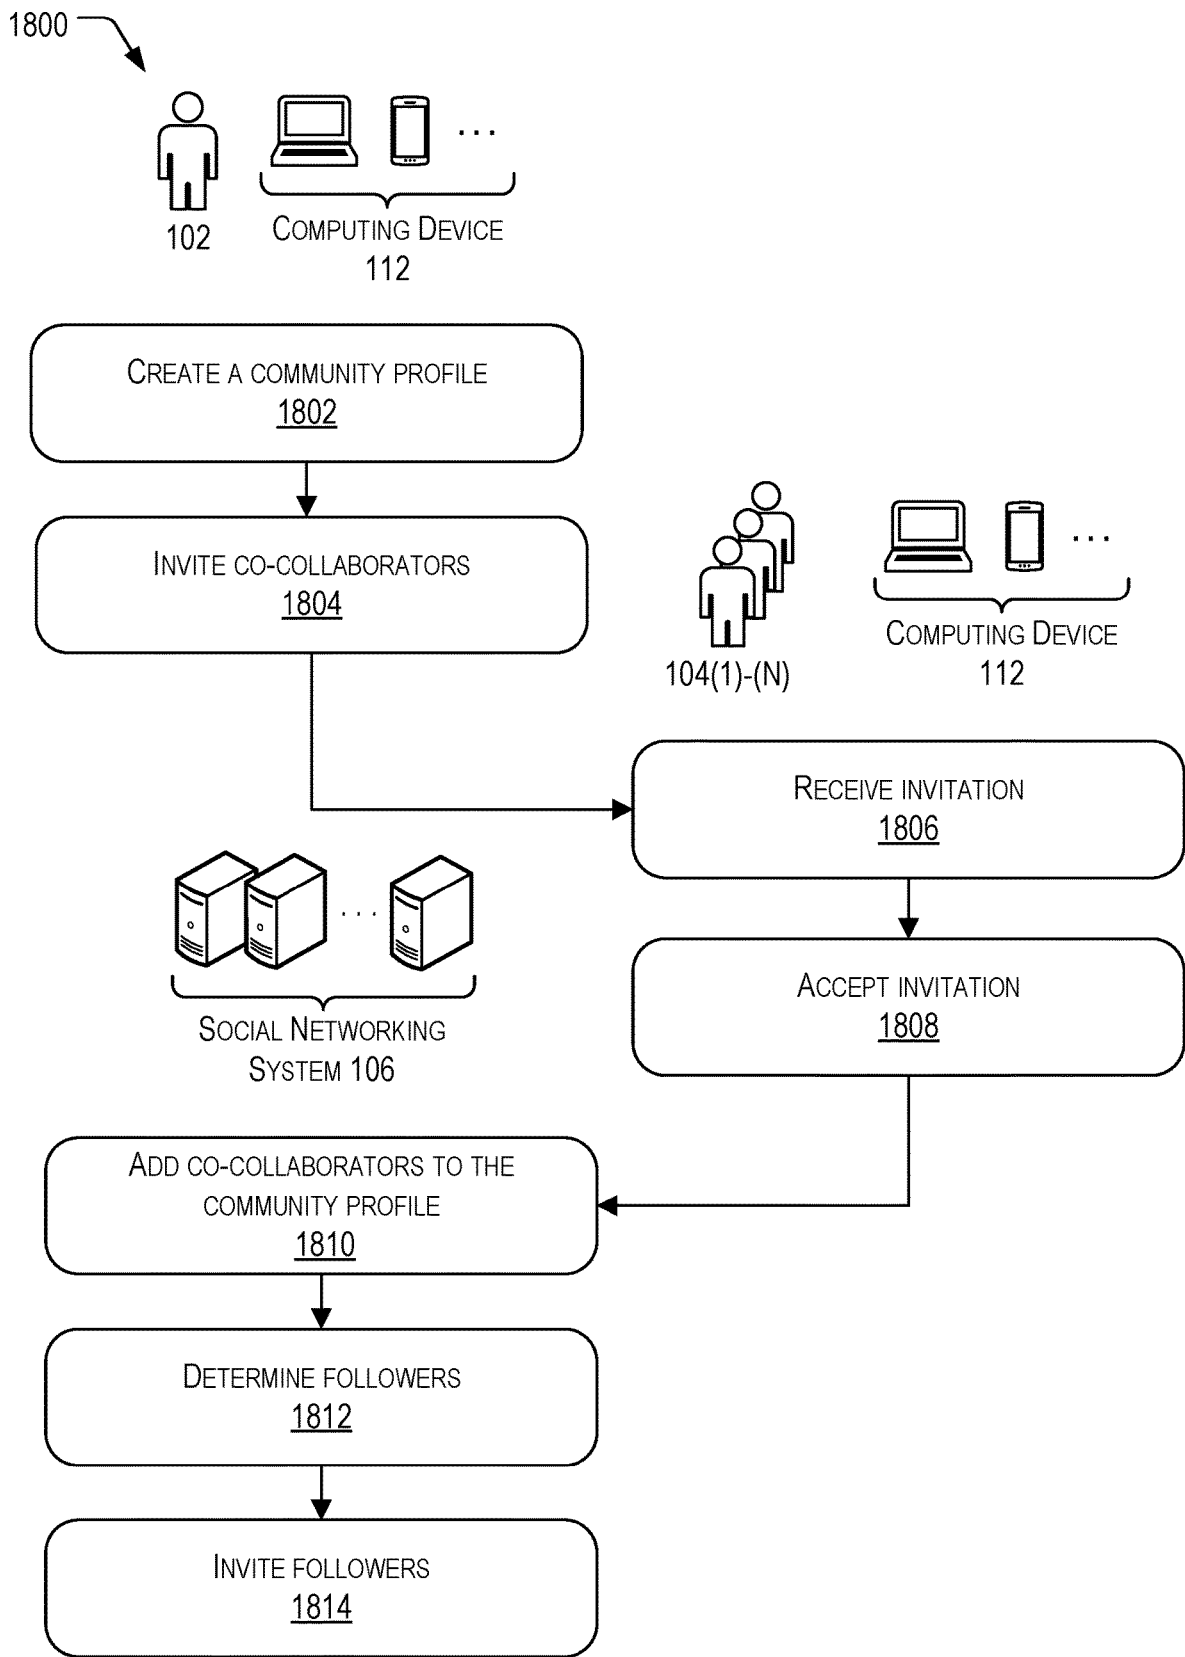 1800
102
COMPUTING DEVICE
112
CREATE A COMMUNITY PROFILE
1802
INVITE CO-COLLABORATORS
1804
104(1)-(N)
COMPUTING DEVICE
112
RECEIVE INVITATION
1806
ACCEPT INVITATION
1808
SOCIAL NETWORKING
SYSTEM 106
ADD CO-COLLABORATORS TO THE
COMMUNITY PROFILE
1810
DETERMINE FOLLOWERS
1812
INVITE FOLLOWERS
1814